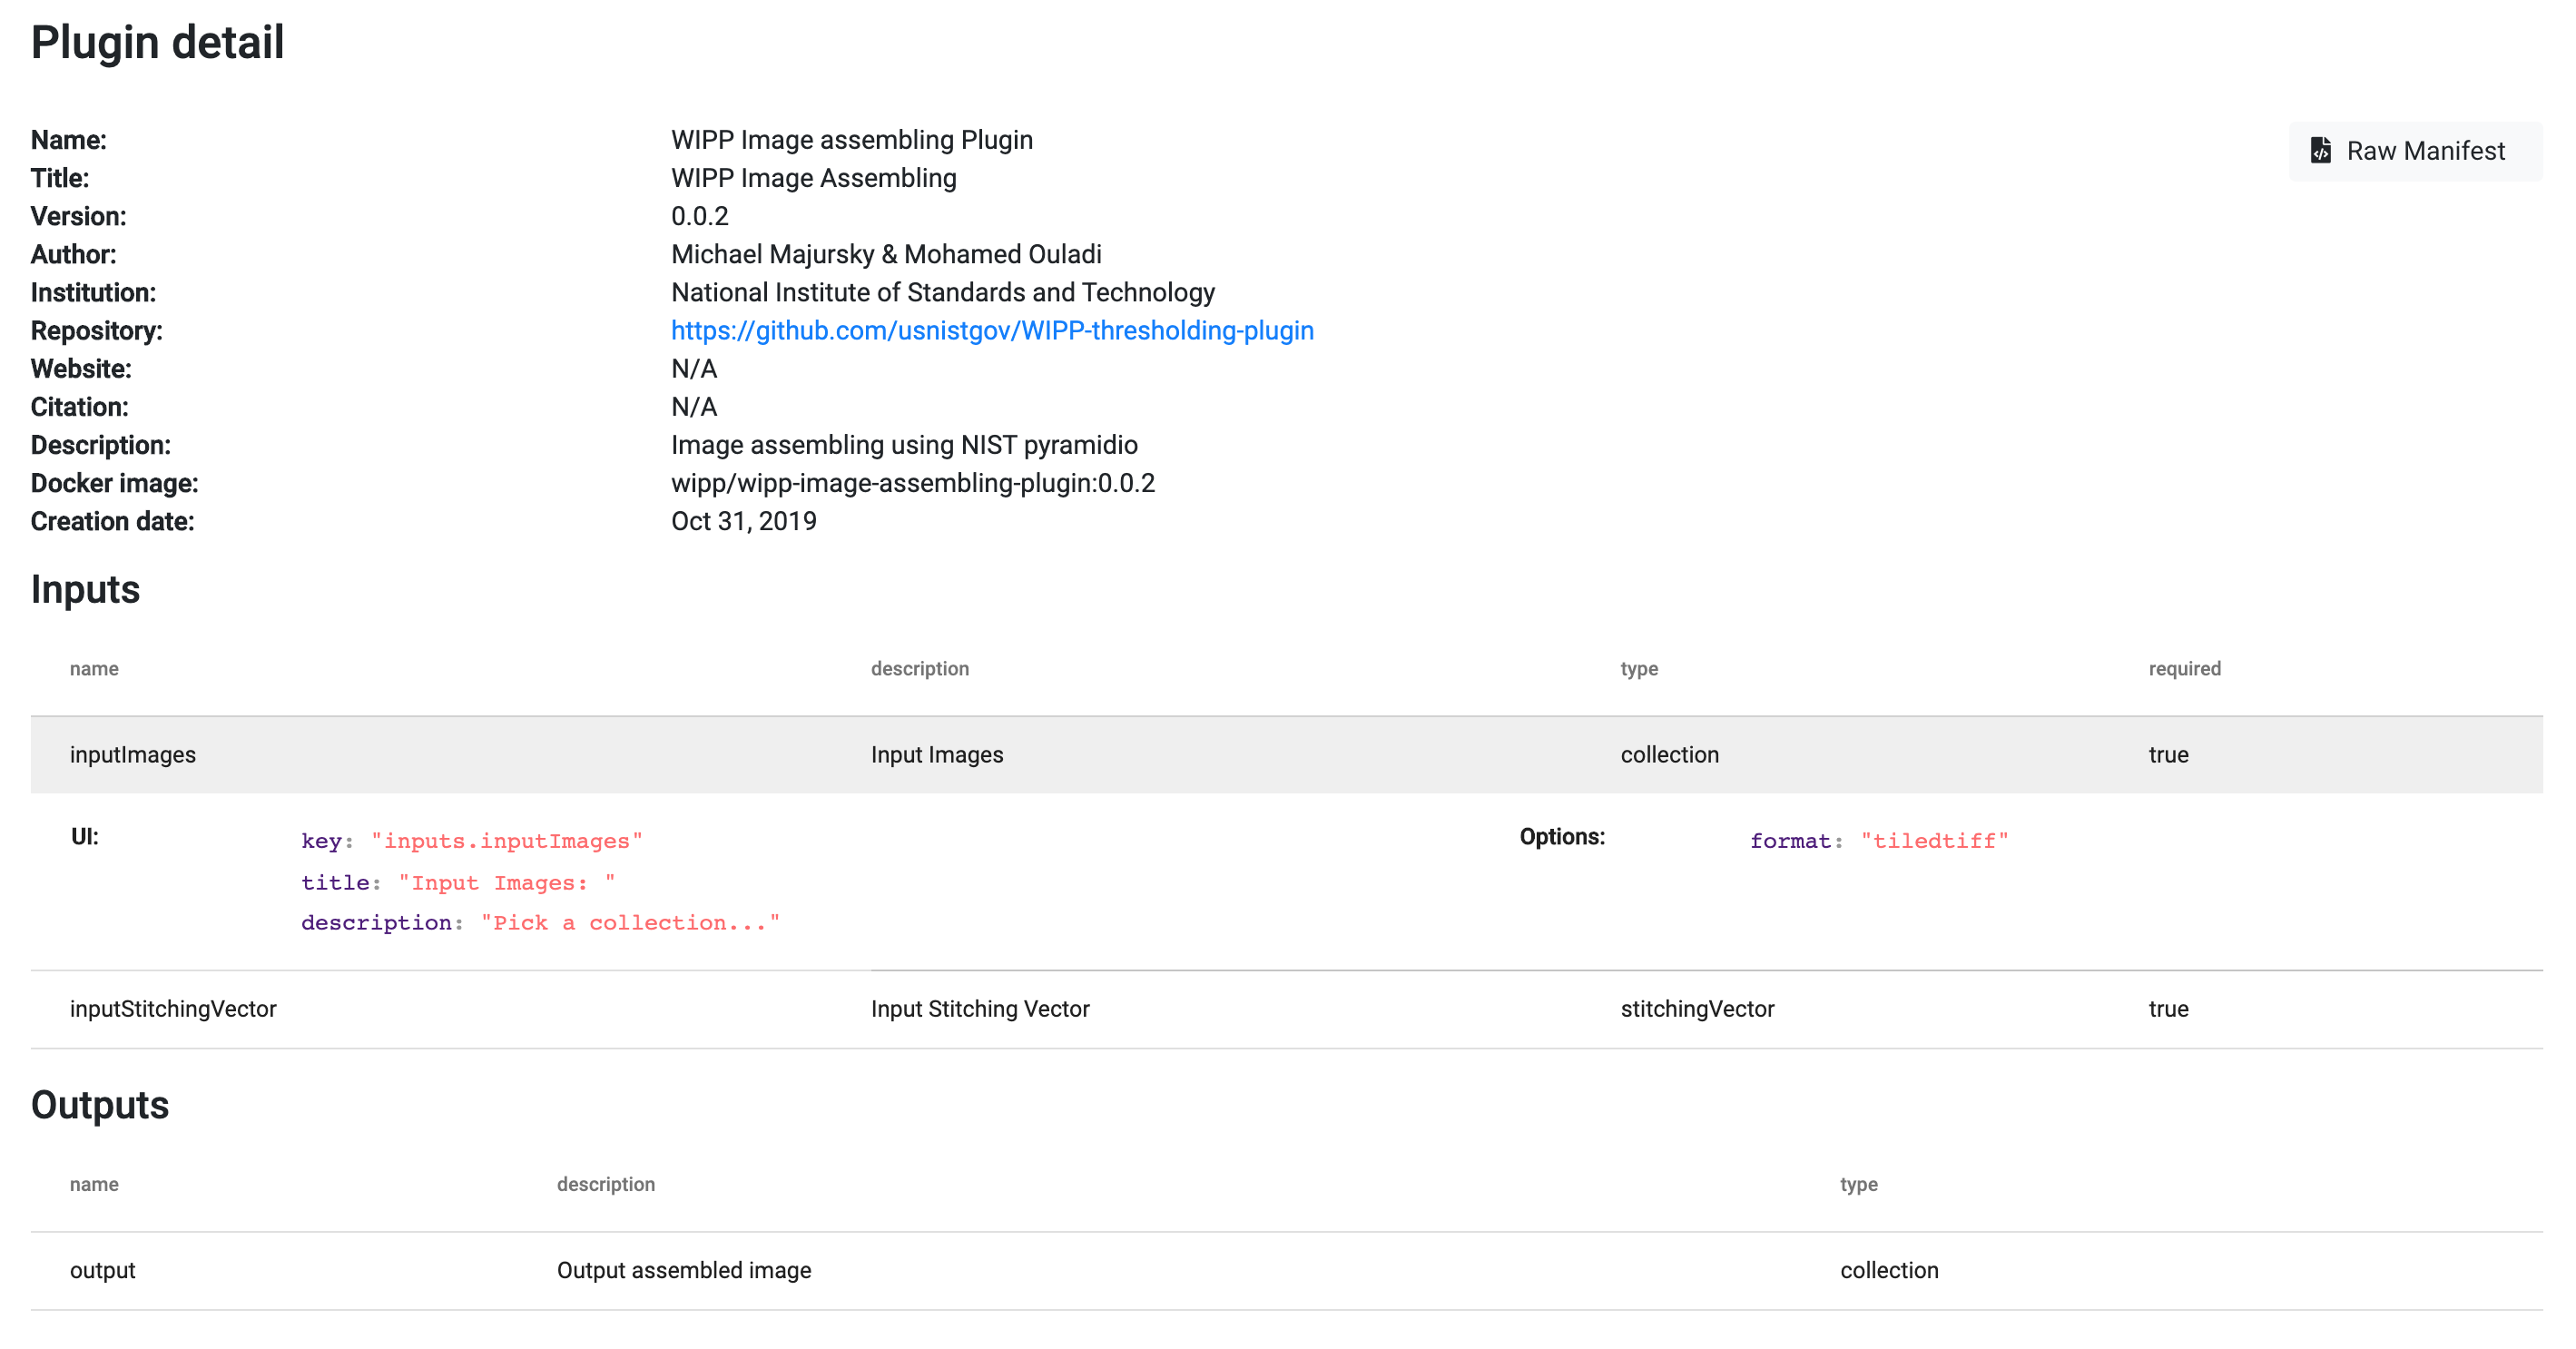 Plugin detail
Name: WIPP Image assembling Plugin
Raw Manifest
Title: WIPP Image Assembling
Version: 0.0.2
Author: Michael Majursky & Mohamed Ouladi
Institution: National Institute of Standards and Technology
Repository: https://github.com/usnistgov/WIPP-thresholding-plugin
Website: N/A
Citation: N/A
Description: Image assembling using NIST pyramidio
Docker image: wipp/wipp-image-assembling-plugin:0.0.2
Creation date: Oct 31, 2019
Inputs
name description type required
inputImages Input Images collection true
UI: key: "inputs.inputImages" Options: format: "tiledtiff"
title: "Input Images: "
description: "Pick a collection..."
inputStitchingVector Input Stitching Vector stitchingVector true
Outputs
name description type
output Output assembled image collection